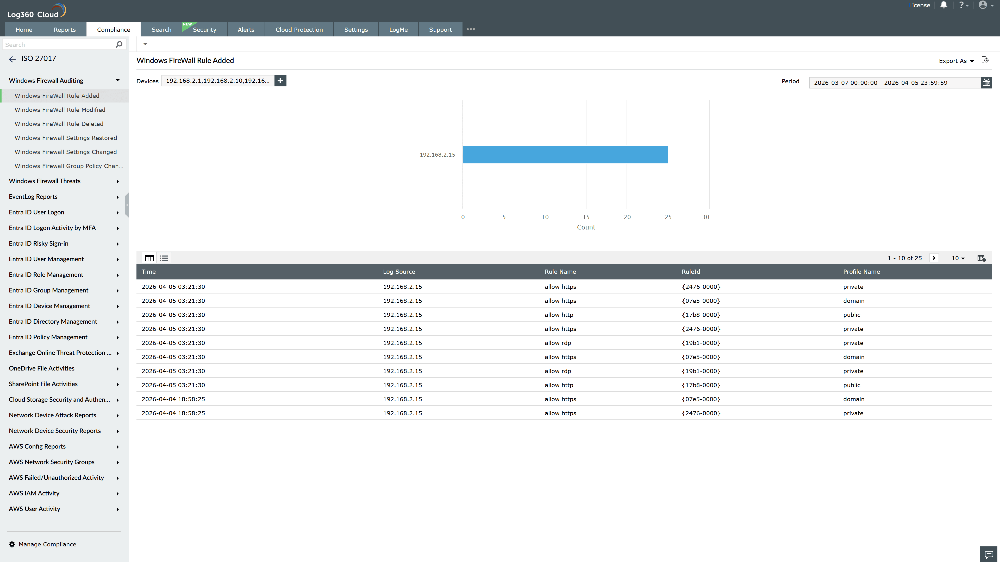 Log360 Cloud
License
?
Home
Reports
Compliance
Search
NEW
Security
Alerts
Cloud Protection
Settings
LogMe
Support
Search
ISO 27017
Windows Firewall Auditing
Windows FireWall Rule Added
Windows FireWall Rule Modified
Windows FireWall Rule Deleted
Windows Firewall Settings Restored
Windows Firewall Settings Changed
Windows Firewall Group Policy Chan...
Windows Firewall Threats
EventLog Reports
Entra ID User Logon
Entra ID Logon Activity by MFA
Entra ID Risky Sign-in
Entra ID User Management
Entra ID Role Management
Entra ID Group Management
Entra ID Device Management
Entra ID Directory Management
Entra ID Policy Management
Exchange Online Threat Protection ...
OneDrive File Activities
SharePoint File Activities
Cloud Storage Security and Authen...
Network Device Attack Reports
Network Device Security Reports
AWS Config Reports
AWS Network Security Groups
AWS Failed/Unauthorized Activity
AWS IAM Activity
AWS User Activity
Manage Compliance
Windows FireWall Rule Added
Export As
Devices 192.168.2.1,192.168.2.10,192.16...
Period 2026-03-07 00:00:00 - 2026-04-05 23:59:59
192.168.2.15
0 5 10 15 20 25 30
Count
1 - 10 of 25
10
Time Log Source Rule Name RuleId Profile Name
2026-04-05 03:21:30 192.168.2.15 allow https {2476-0000} private
2026-04-05 03:21:30 192.168.2.15 allow https {07e5-0000} domain
2026-04-05 03:21:30 192.168.2.15 allow http {17b8-0000} public
2026-04-05 03:21:30 192.168.2.15 allow https {2476-0000} private
2026-04-05 03:21:30 192.168.2.15 allow rdp {19b1-0000} private
2026-04-05 03:21:30 192.168.2.15 allow https {07e5-0000} domain
2026-04-05 03:21:30 192.168.2.15 allow rdp {19b1-0000} private
2026-04-05 03:21:30 192.168.2.15 allow http {17b8-0000} public
2026-04-04 18:58:25 192.168.2.15 allow https {07e5-0000} domain
2026-04-04 18:58:25 192.168.2.15 allow https {2476-0000} private